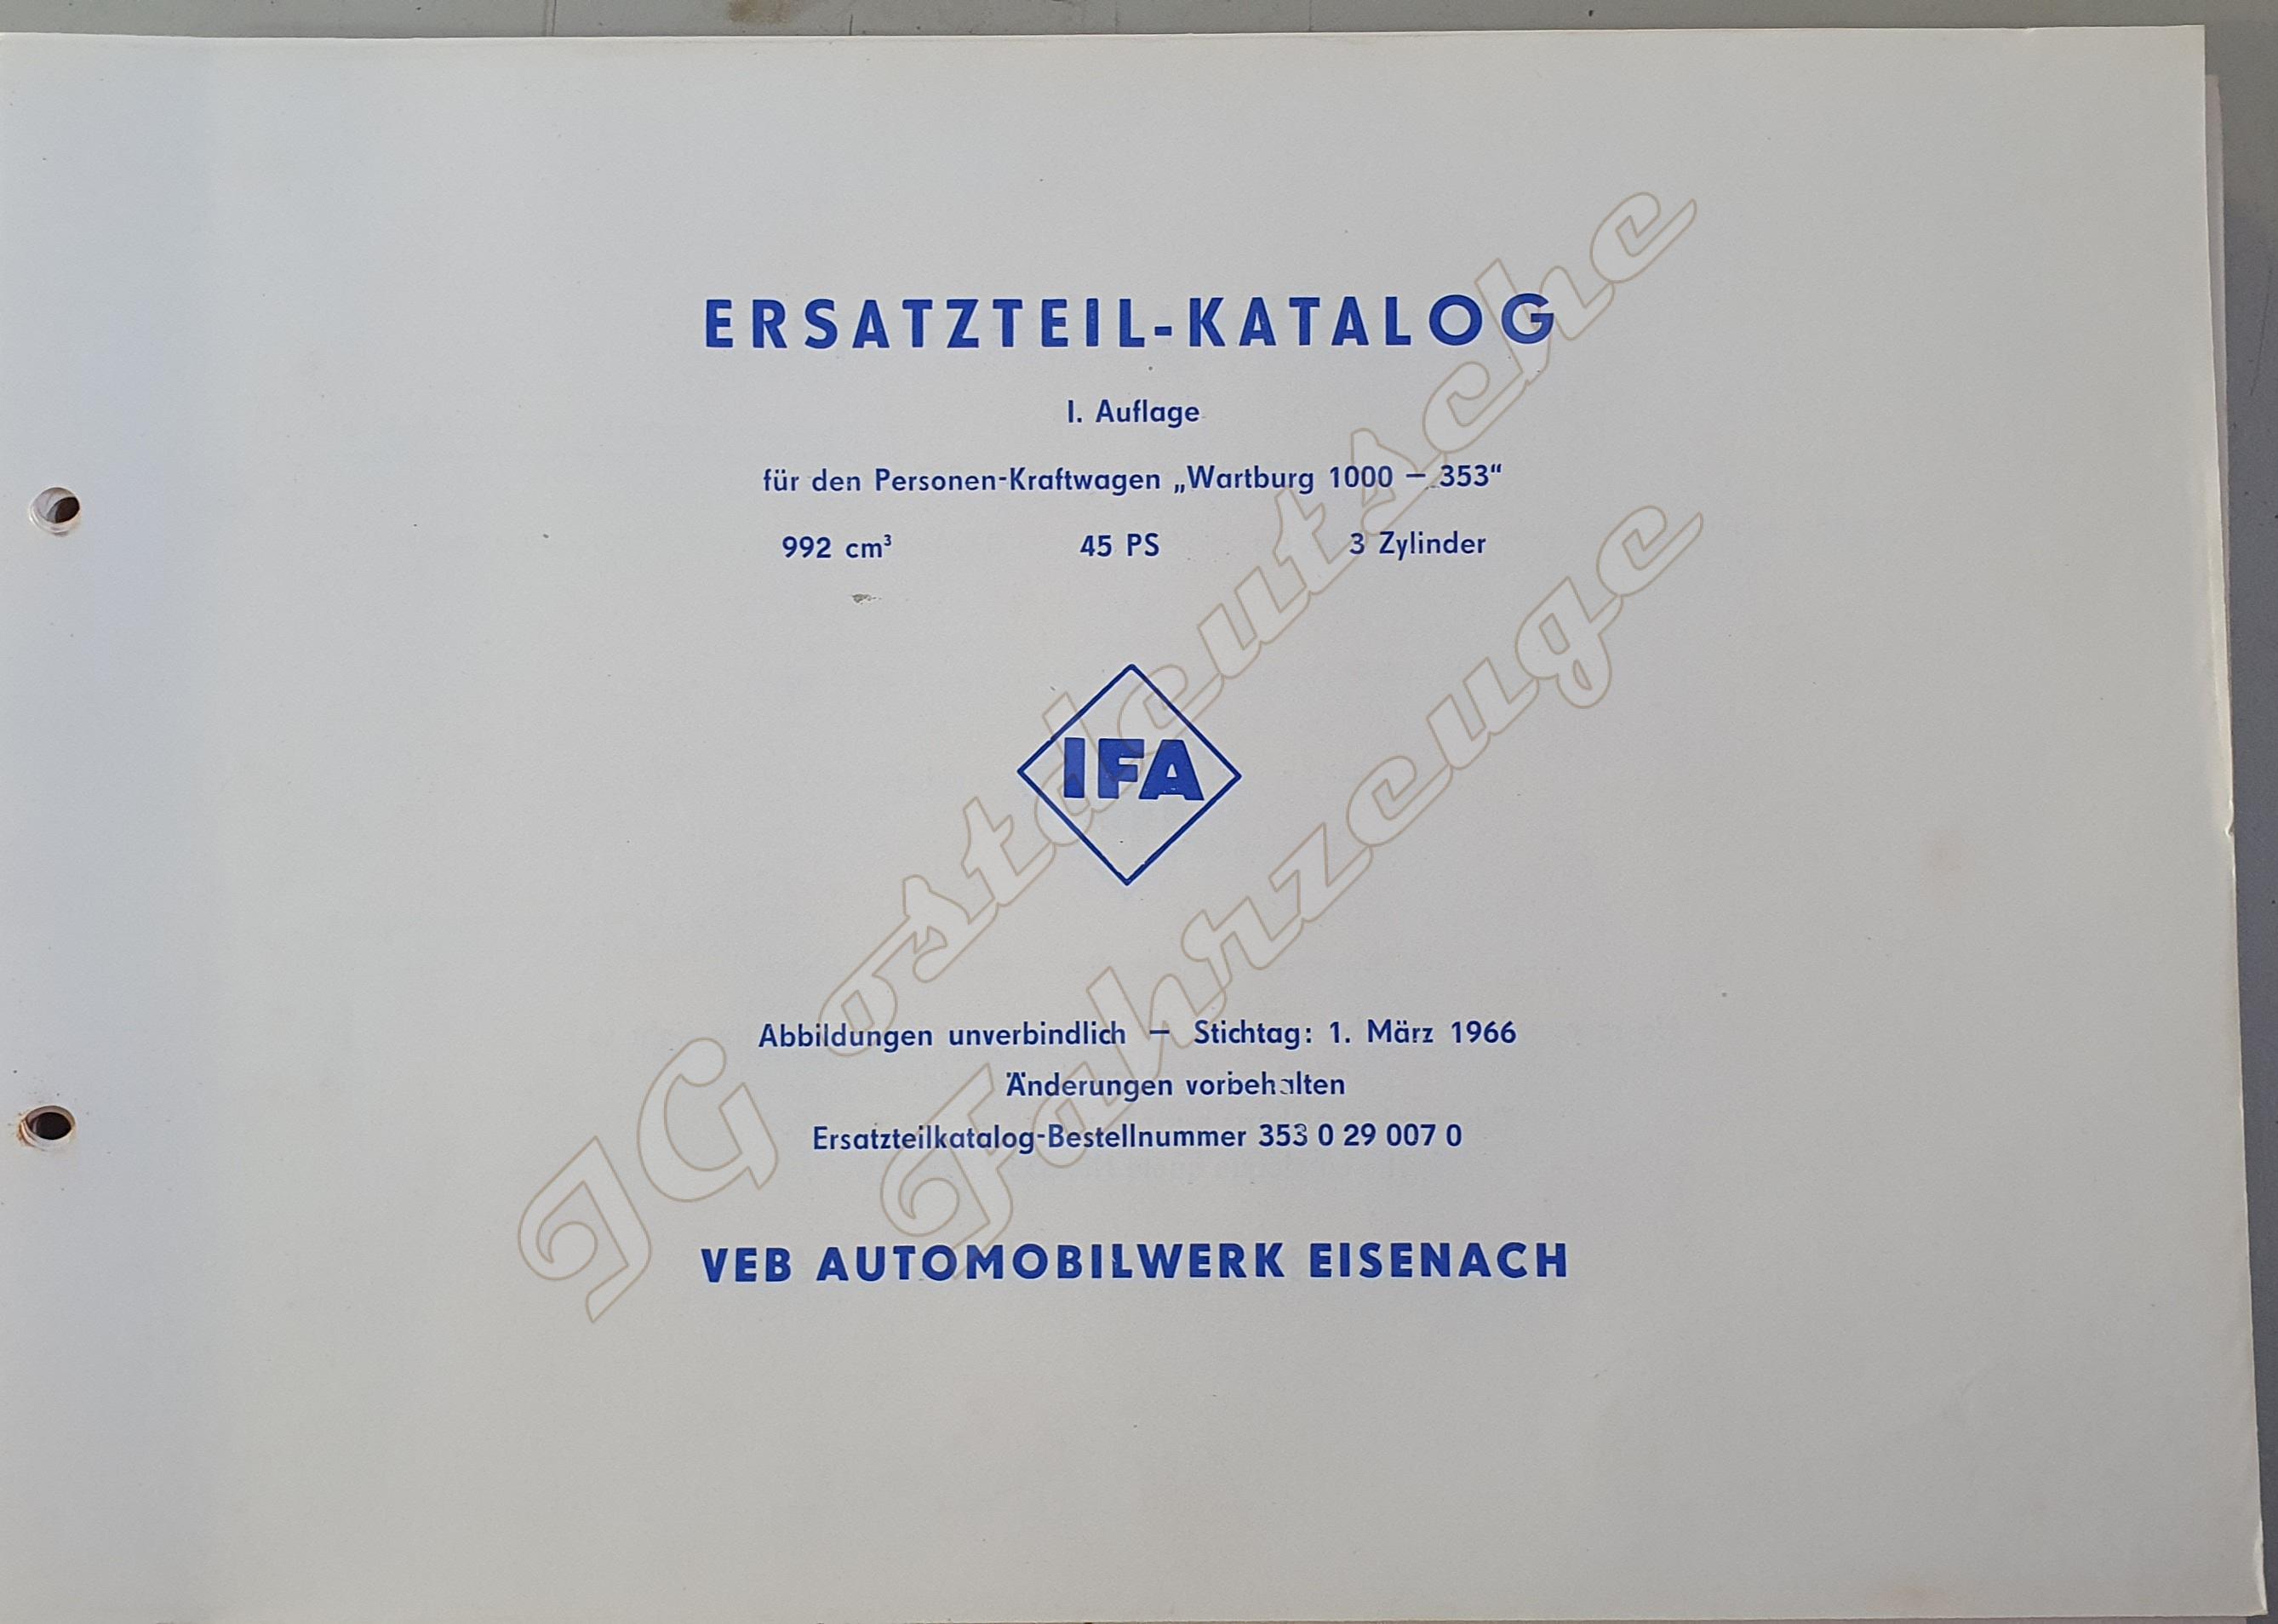 ERSATZTEIL-KATALOG
I. Auflage
für den Personen-Kraftwagen „Wartburg 1000 — 353“
992 cm³ 45 PS 3 Zylinder
IFA
Abbildungen unverbindlich — Stichtag: 1. März 1966
Änderungen vorbehalten
Ersatzteilkatalog-Bestellnummer 353 0 29 007 0
VEB AUTOMOBILWERK EISENACH
IG ostdeutsche
Fahrzeuge